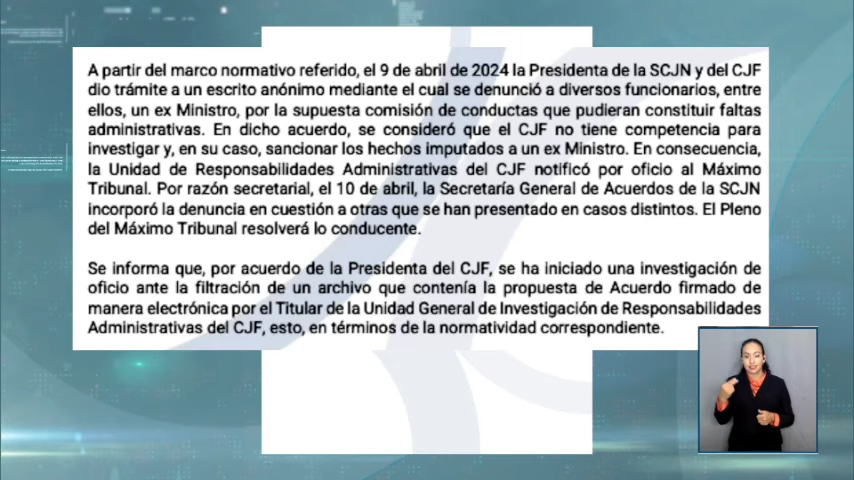 A partir del marco normativo referido, el 9 de abril de 2024 la Presidenta de la SCJN y del CJF
dio trámite a un escrito anónimo mediante el cual se denunció a diversos funcionarios, entre
ellos, un ex Ministro, por la supuesta comisión de conductas que pudieran constituir faltas
administrativas. En dicho acuerdo, se consideró que el CJF no tiene competencia para
investigar y, en su caso, sancionar los hechos imputados a un ex Ministro. En consecuencia,
la Unidad de Responsabilidades Administrativas del CJF notificó por oficio al Máximo
Tribunal. Por razón secretarial, el 10 de abril, la Secretaría General de Acuerdos de la SCJN
incorporó la denuncia en cuestión a otras que se han presentado en casos distintos. El Pleno
del Máximo Tribunal resolverá lo conducente.
Se informa que, por acuerdo de la Presidenta del CJF, se ha iniciado una investigación de
oficio ante la filtración de un archivo que contenía la propuesta de Acuerdo firmado de
manera electrónica por el Titular de la Unidad General de Investigación de Responsabilidades
Administrativas del CJF, esto, en términos de la normatividad correspondiente.